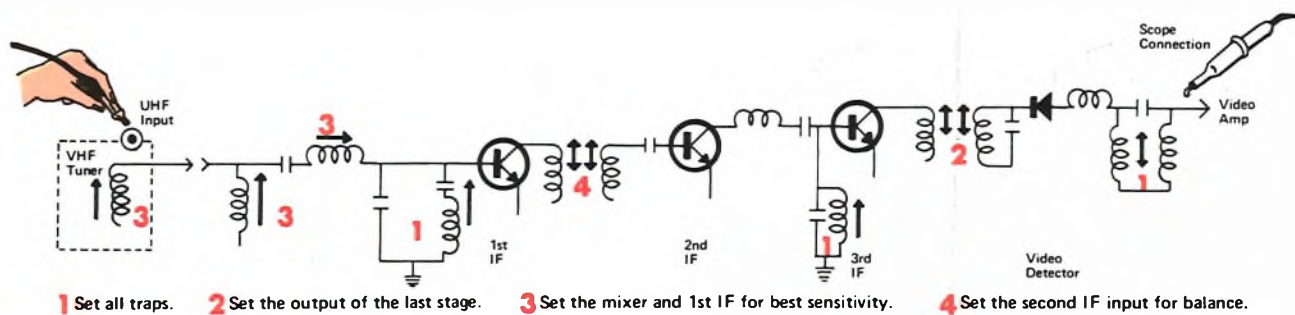 Scope
Connection
UHF
Input
VHF
Tuner
Video
Amp
3
3
3
1
4
1
2
1
1st
IF
2nd
IF
3rd
IF
Video
Detector
1 Set all traps.
2 Set the output of the last stage.
3 Set the mixer and 1st IF for best sensitivity.
4 Set the second IF input for balance.